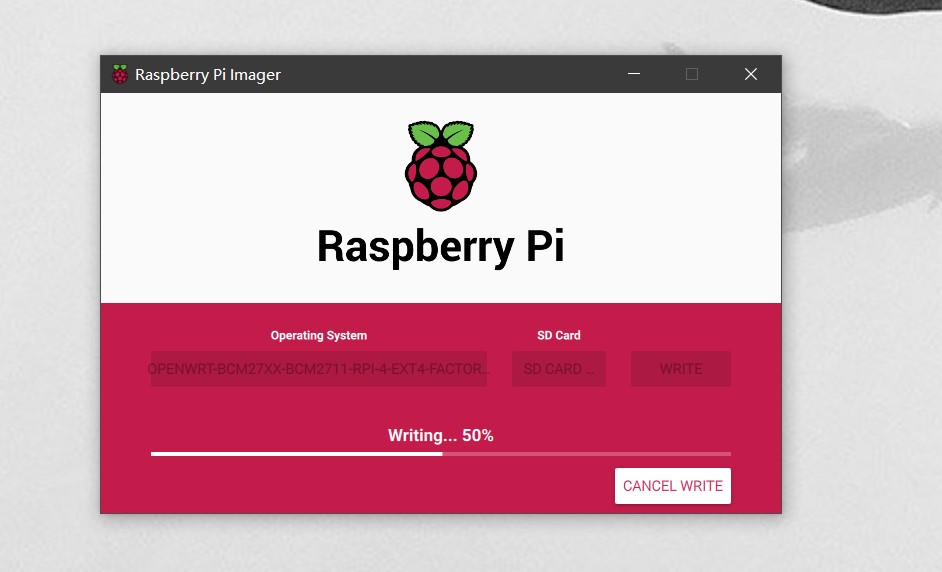 Raspberry Pi Imager
Raspberry Pi
Operating System
SD Card
OPENWRT-BCM27XX-BCM2711-RPI-4-EXT4-FACTOR...
SD CARD ...
WRITE
Writing... 50%
CANCEL WRITE